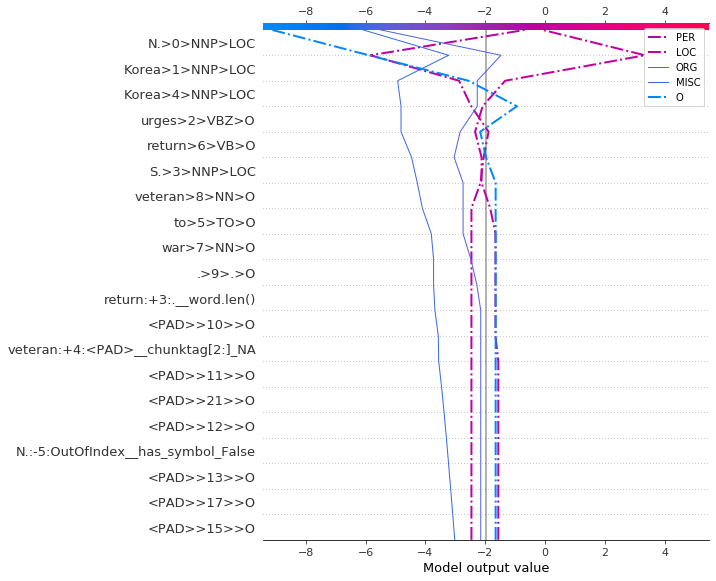 −8 −6 −4 −2 0 2 4
PER
LOC
ORG
MISC
O
N.>0>NNP>LOC
Korea>1>NNP>LOC
Korea>4>NNP>LOC
urges>2>VBZ>O
return>6>VB>O
S.>3>NNP>LOC
veteran>8>NN>O
to>5>TO>O
war>7>NN>O
.>9>.>O
return:+3:.__word.len()
<PAD>>10>>O
veteran:+4:<PAD>__chunktag[2:]_NA
<PAD>>11>>O
<PAD>>21>>O
<PAD>>12>>O
N.:-5:OutOfIndex__has_symbol_False
<PAD>>13>>O
<PAD>>17>>O
<PAD>>15>>O
−8 −6 −4 −2 0 2 4
Model output value